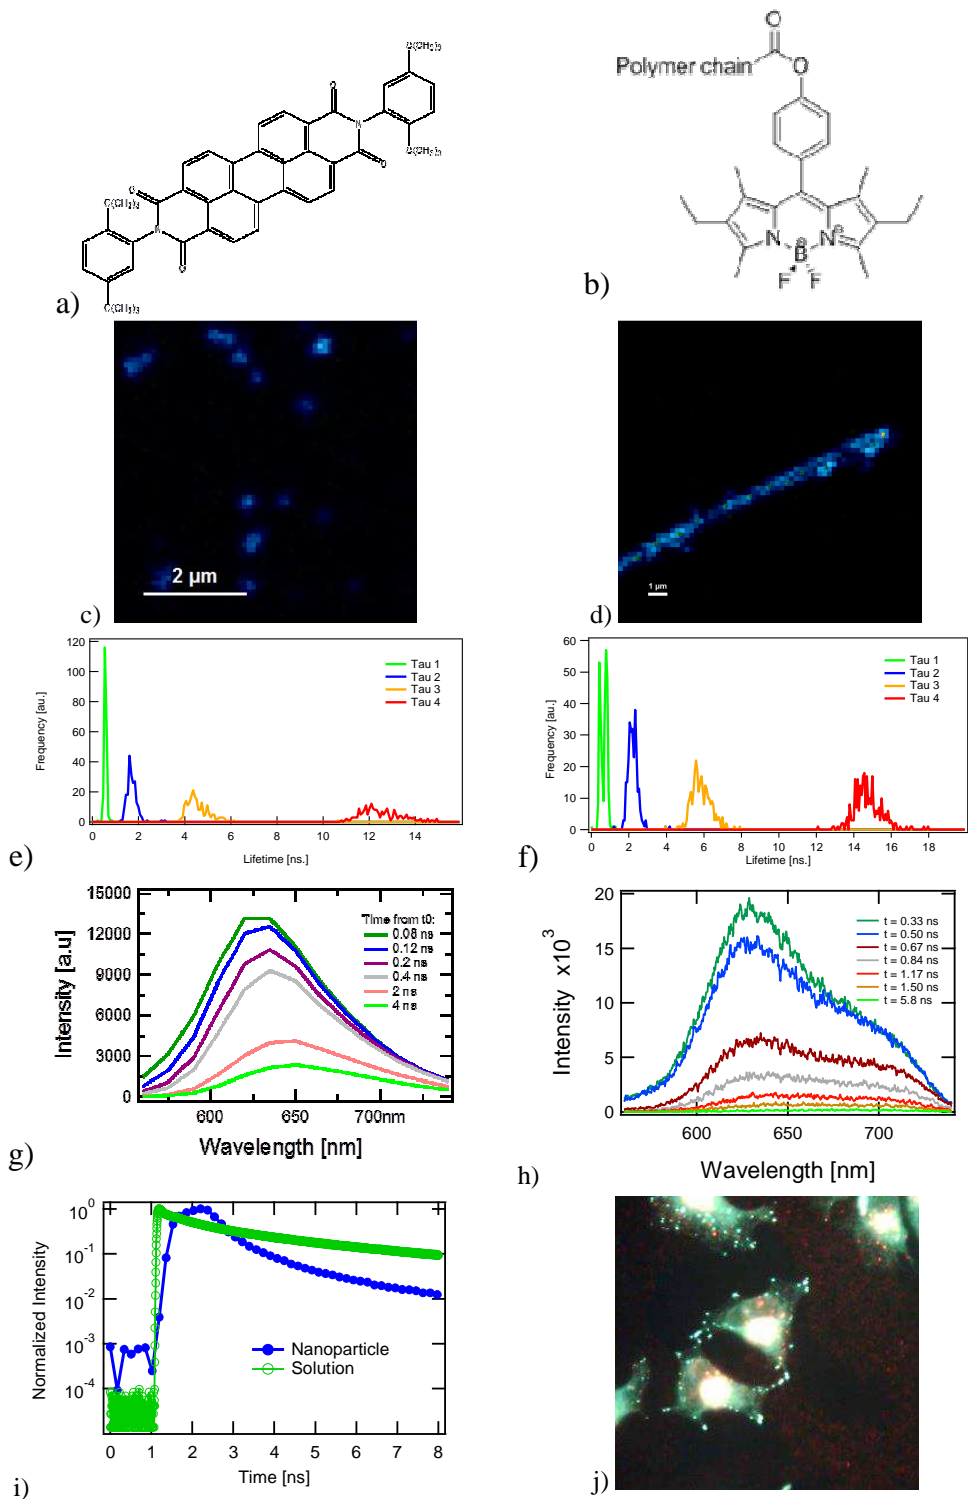 O
O
Polymer chain
C(CH₃)₃
O
N
C(CH₃)₃
O
O
C(CH₃)₃
N
O
C(CH₃)₃
N
⊖
B
N
⊕
F
F
a)
b)
2 µm
1 µm
c)
d)
120
100
80
60
40
20
0
Frequency [au.]
Tau 1
Tau 2
Tau 3
Tau 4
0 2 4 6 8 10 12 14
Lifetime [ns.]
e)
60
50
40
30
20
10
0
Frequency [au.]
Tau 1
Tau 2
Tau 3
Tau 4
0 2 4 6 8 10 12 14 16 18
Lifetime [ns.]
f)
15000
12000
9000
6000
3000
0
Intensity [a.u]
Time from t0:
0.08 ns
0.12 ns
0.2 ns
0.4 ns
2 ns
4 ns
600 650 700nm
Wavelength [nm]
g)
20
15
10
5
0
Intensity x10³
t = 0.33 ns
t = 0.50 ns
t = 0.67 ns
t = 0.84 ns
t = 1.17 ns
t = 1.50 ns
t = 5.8 ns
600 650 700
Wavelength [nm]
h)
10⁰
10⁻¹
10⁻²
10⁻³
10⁻⁴
Normalized Intensity
Nanoparticle
Solution
0 1 2 3 4 5 6 7 8
Time [ns]
i)
j)